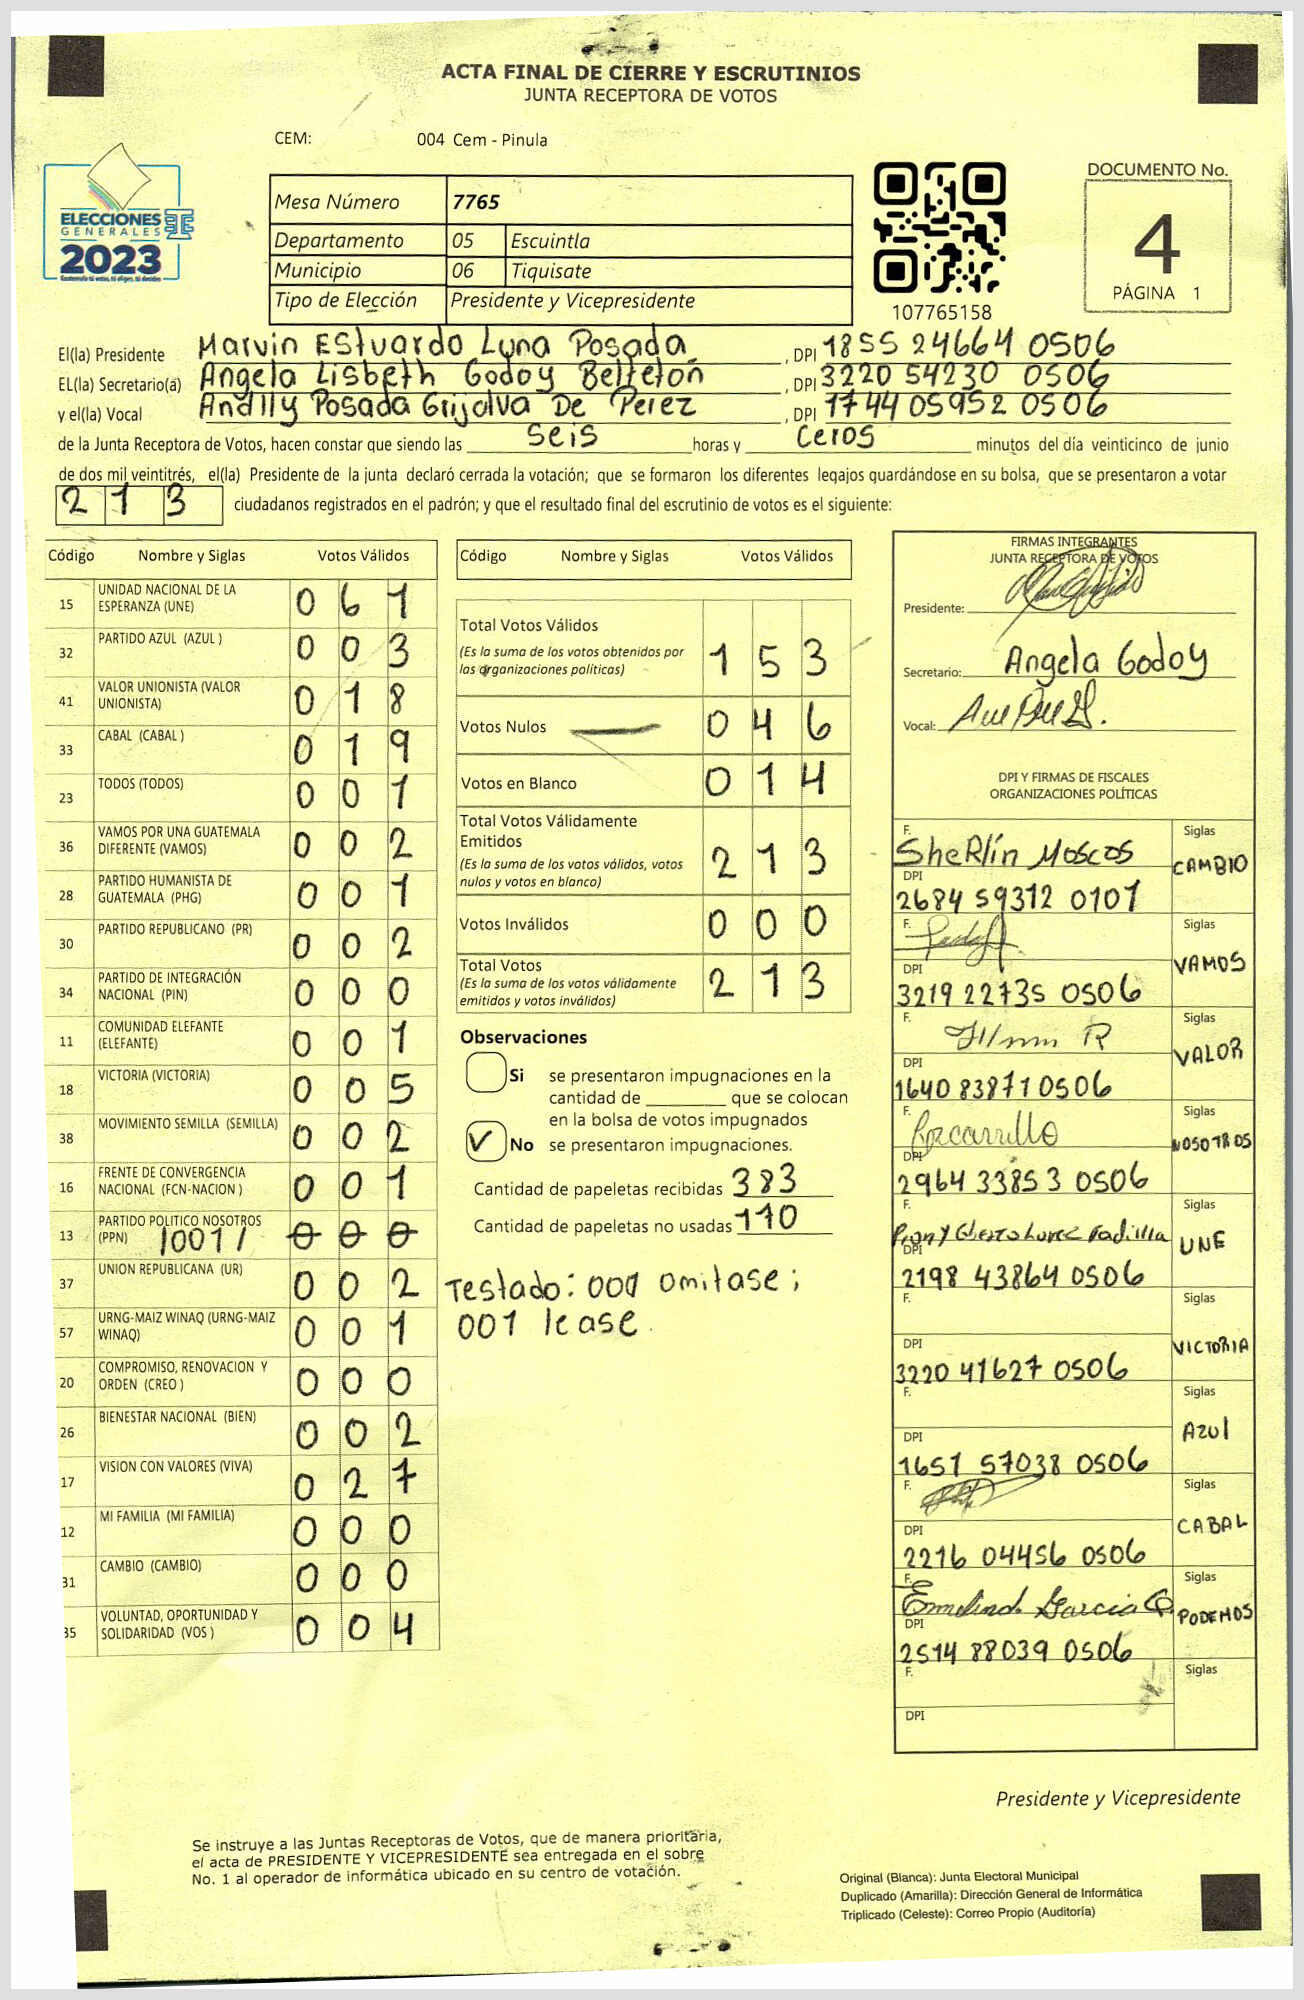 ACTA FINAL DE CIERRE Y ESCRUTINIOS
JUNTA RECEPTORA DE VOTOS
CEM: 004 Cem - Pinula
ELECCIONES
GENERALES
2023
Guatemala tú votas, tú eliges, tú decides
Mesa Número 7765
Departamento 05 Escuintla
Municipio 06 Tiquisate
Tipo de Elección Presidente y Vicepresidente
107765158
DOCUMENTO No.
4
PÁGINA 1
El(la) Presidente Marvin EStuardo Luna Posada, DPI 1855 24664 0506
EL(la) Secretario(a) Angela Lisbeth Godoy Belteton, DPI 3220 54230 0506
y el(la) Vocal Andlly Posada Grijalva De Perez, DPI 1744 05952 0506
de la Junta Receptora de Votos, hacen constar que siendo las seis horas y ceros minutos del día veinticinco de junio
de dos mil veintitrés, el(la) Presidente de la junta declaró cerrada la votación; que se formaron los diferentes legajos guardándose en su bolsa, que se presentaron a votar
213 ciudadanos registrados en el padrón; y que el resultado final del escrutinio de votos es el siguiente:
Código Nombre y Siglas Votos Válidos
15 UNIDAD NACIONAL DE LA ESPERANZA (UNE) 0 6 1
32 PARTIDO AZUL (AZUL ) 0 0 3
41 VALOR UNIONISTA (VALOR UNIONISTA) 0 1 8
33 CABAL (CABAL ) 0 1 9
23 TODOS (TODOS) 0 0 1
36 VAMOS POR UNA GUATEMALA DIFERENTE (VAMOS) 0 0 2
28 PARTIDO HUMANISTA DE GUATEMALA (PHG) 0 0 1
30 PARTIDO REPUBLICANO (PR) 0 0 2
34 PARTIDO DE INTEGRACIÓN NACIONAL (PIN) 0 0 0
11 COMUNIDAD ELEFANTE (ELEFANTE) 0 0 1
18 VICTORIA (VICTORIA) 0 0 5
38 MOVIMIENTO SEMILLA (SEMILLA) 0 0 2
16 FRENTE DE CONVERGENCIA NACIONAL (FCN-NACION ) 0 0 1
13 PARTIDO POLITICO NOSOTROS (PPN) /001/ 0 0 0
37 UNION REPUBLICANA (UR) 0 0 2
57 URNG-MAIZ WINAQ (URNG-MAIZ WINAQ) 0 0 1
20 COMPROMISO, RENOVACION Y ORDEN (CREO ) 0 0 0
26 BIENESTAR NACIONAL (BIEN) 0 0 2
17 VISION CON VALORES (VIVA) 0 2 7
12 MI FAMILIA (MI FAMILIA) 0 0 0
31 CAMBIO (CAMBIO) 0 0 0
35 VOLUNTAD, OPORTUNIDAD Y SOLIDARIDAD (VOS ) 0 0 4
Código Nombre y Siglas Votos Válidos
Total Votos Válidos
(Es la suma de los votos obtenidos por
las organizaciones políticas) 1 5 3
Votos Nulos 0 4 6
Votos en Blanco 0 1 4
Total Votos Válidamente
Emitidos
(Es la suma de los votos válidos, votos
nulos y votos en blanco) 2 1 3
Votos Inválidos 0 0 0
Total Votos
(Es la suma de los votos válidamente
emitidos y votos inválidos) 2 1 3
Observaciones
Si se presentaron impugnaciones en la
cantidad de ________ que se colocan
en la bolsa de votos impugnados
✓ No se presentaron impugnaciones.
Cantidad de papeletas recibidas 383
Cantidad de papeletas no usadas 170
Testado: 000 omitase;
001 lease.
FIRMAS INTEGRANTES
JUNTA RECEPTORA DE VOTOS
Presidente:
Secretario: Angela Godoy
Vocal:
DPI Y FIRMAS DE FISCALES
ORGANIZACIONES POLÍTICAS
F. SheRlin Moscos Siglas CAMBIO
DPI 2684 59312 0101
F. Siglas VAMOS
DPI 3219 22735 0506
F. Siglas VALOR
DPI 1640 83871 0506
F. Siglas NOSOTROS
DPI 2964 33853 0506
F. Siglas UNE
DPI 2198 43864 0506
F. Siglas VICTORIA
DPI 3220 41627 0506
F. Siglas Azul
DPI 1651 57038 0506
F. Siglas CABAL
DPI 2216 04456 0506
F. Siglas PODEMOS
DPI 2514 88039 0506
F. Siglas
DPI
Presidente y Vicepresidente
Se instruye a las Juntas Receptoras de Votos, que de manera prioritaria,
el acta de PRESIDENTE Y VICEPRESIDENTE sea entregada en el sobre
No. 1 al operador de informática ubicado en su centro de votación.
Original (Blanca): Junta Electoral Municipal
Duplicado (Amarilla): Dirección General de Informática
Triplicado (Celeste): Correo Propio (Auditoría)